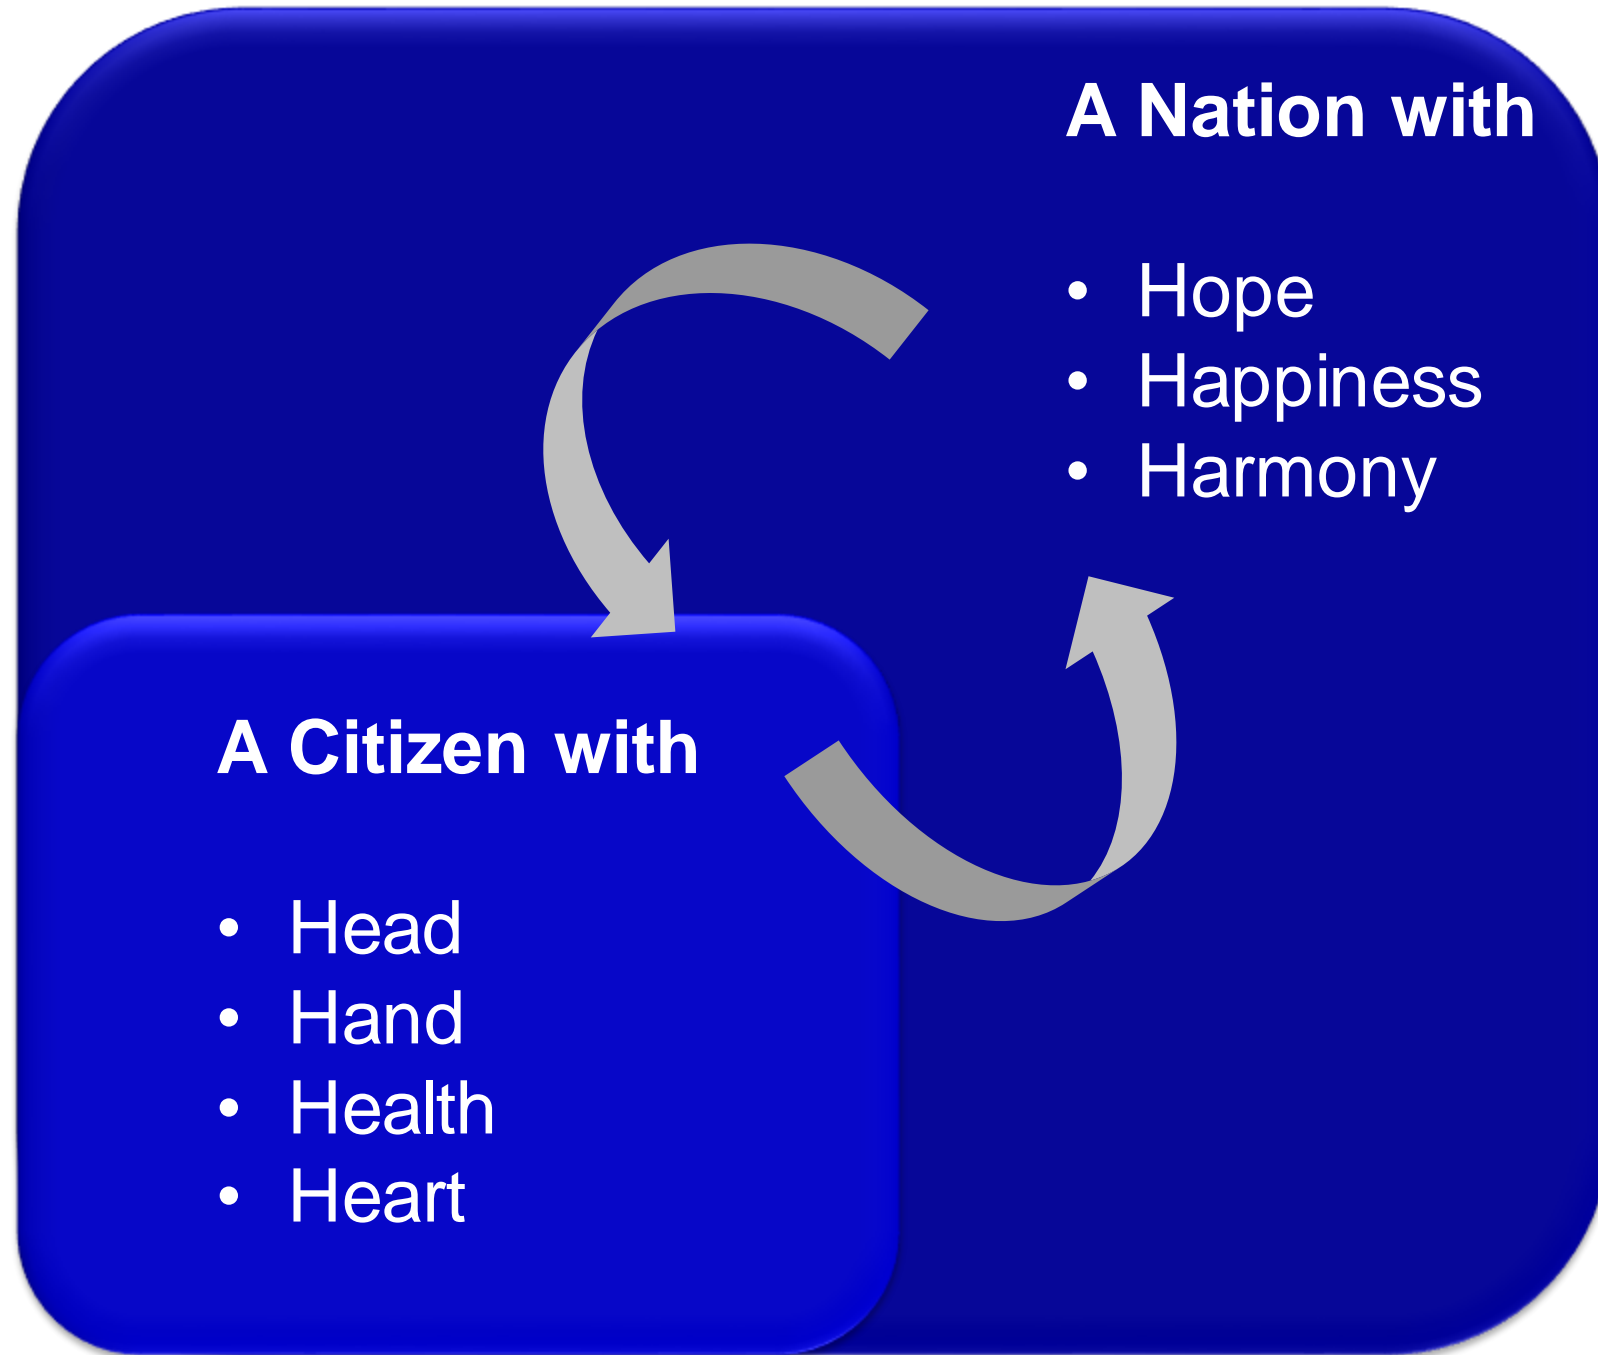 A Nation with
• Hope
• Happiness
• Harmony
A Citizen with
• Head
• Hand
• Health
• Heart